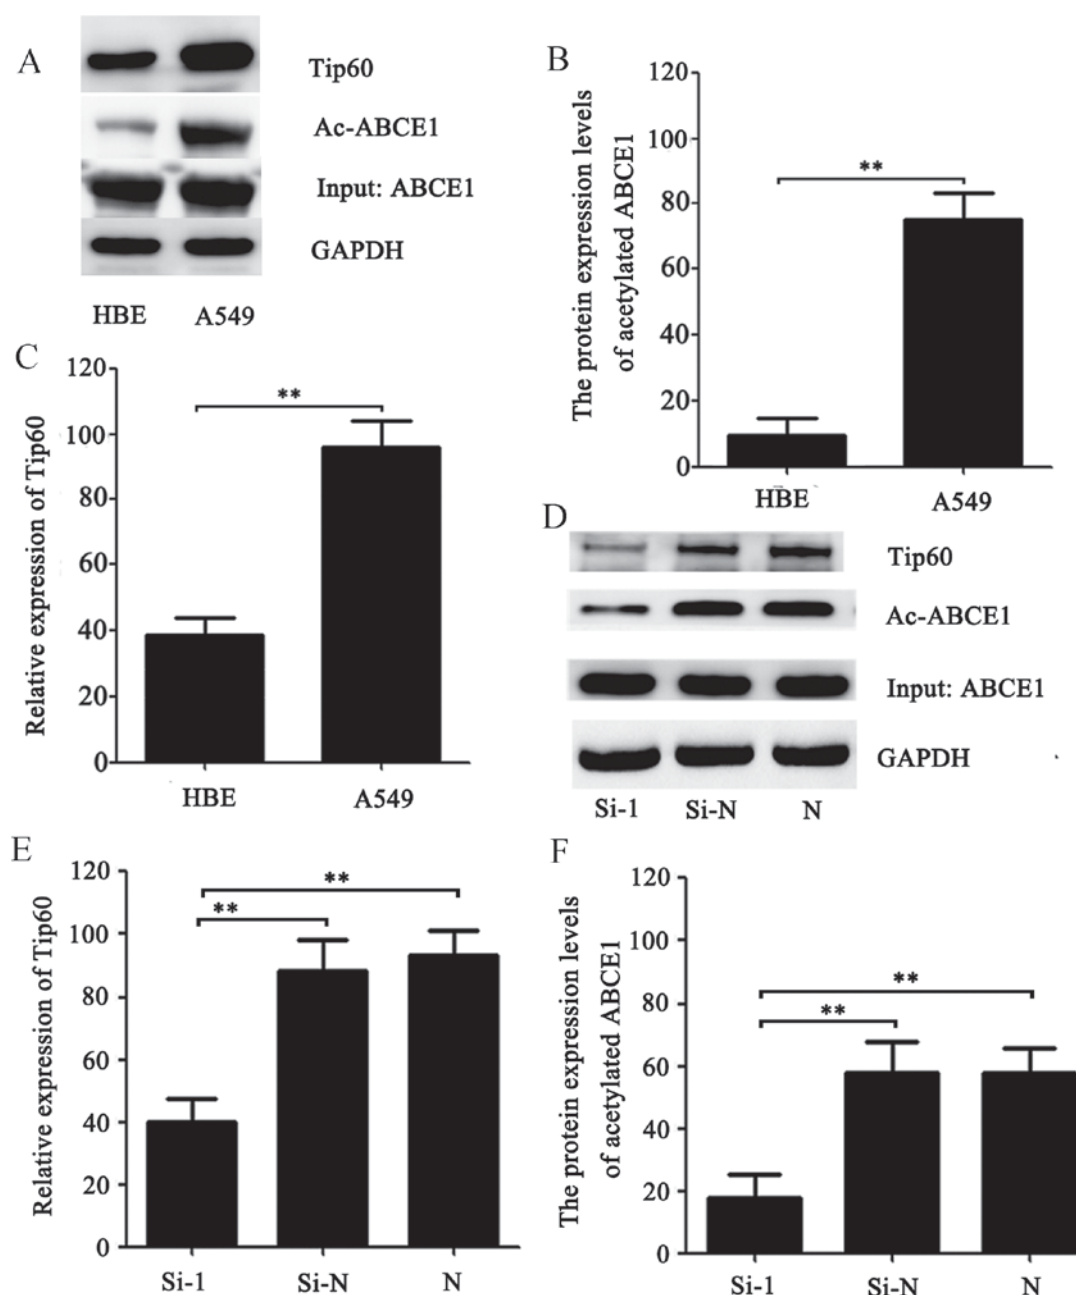 A
Tip60
Ac-ABCE1
Input: ABCE1
GAPDH
HBE A549
B
The protein expression levels
of acetylated ABCE1
120
100
80
60
40
20
0
**
HBE A549
C
Relative expression of Tip60
120
100
80
60
40
20
0
**
HBE A549
D
Tip60
Ac-ABCE1
Input: ABCE1
GAPDH
Si-1 Si-N N
E
Relative expression of Tip60
120
100
80
60
40
20
0
**
**
Si-1 Si-N N
F
The protein expression levels
of acetylated ABCE1
120
100
80
60
40
20
0
**
**
Si-1 Si-N N